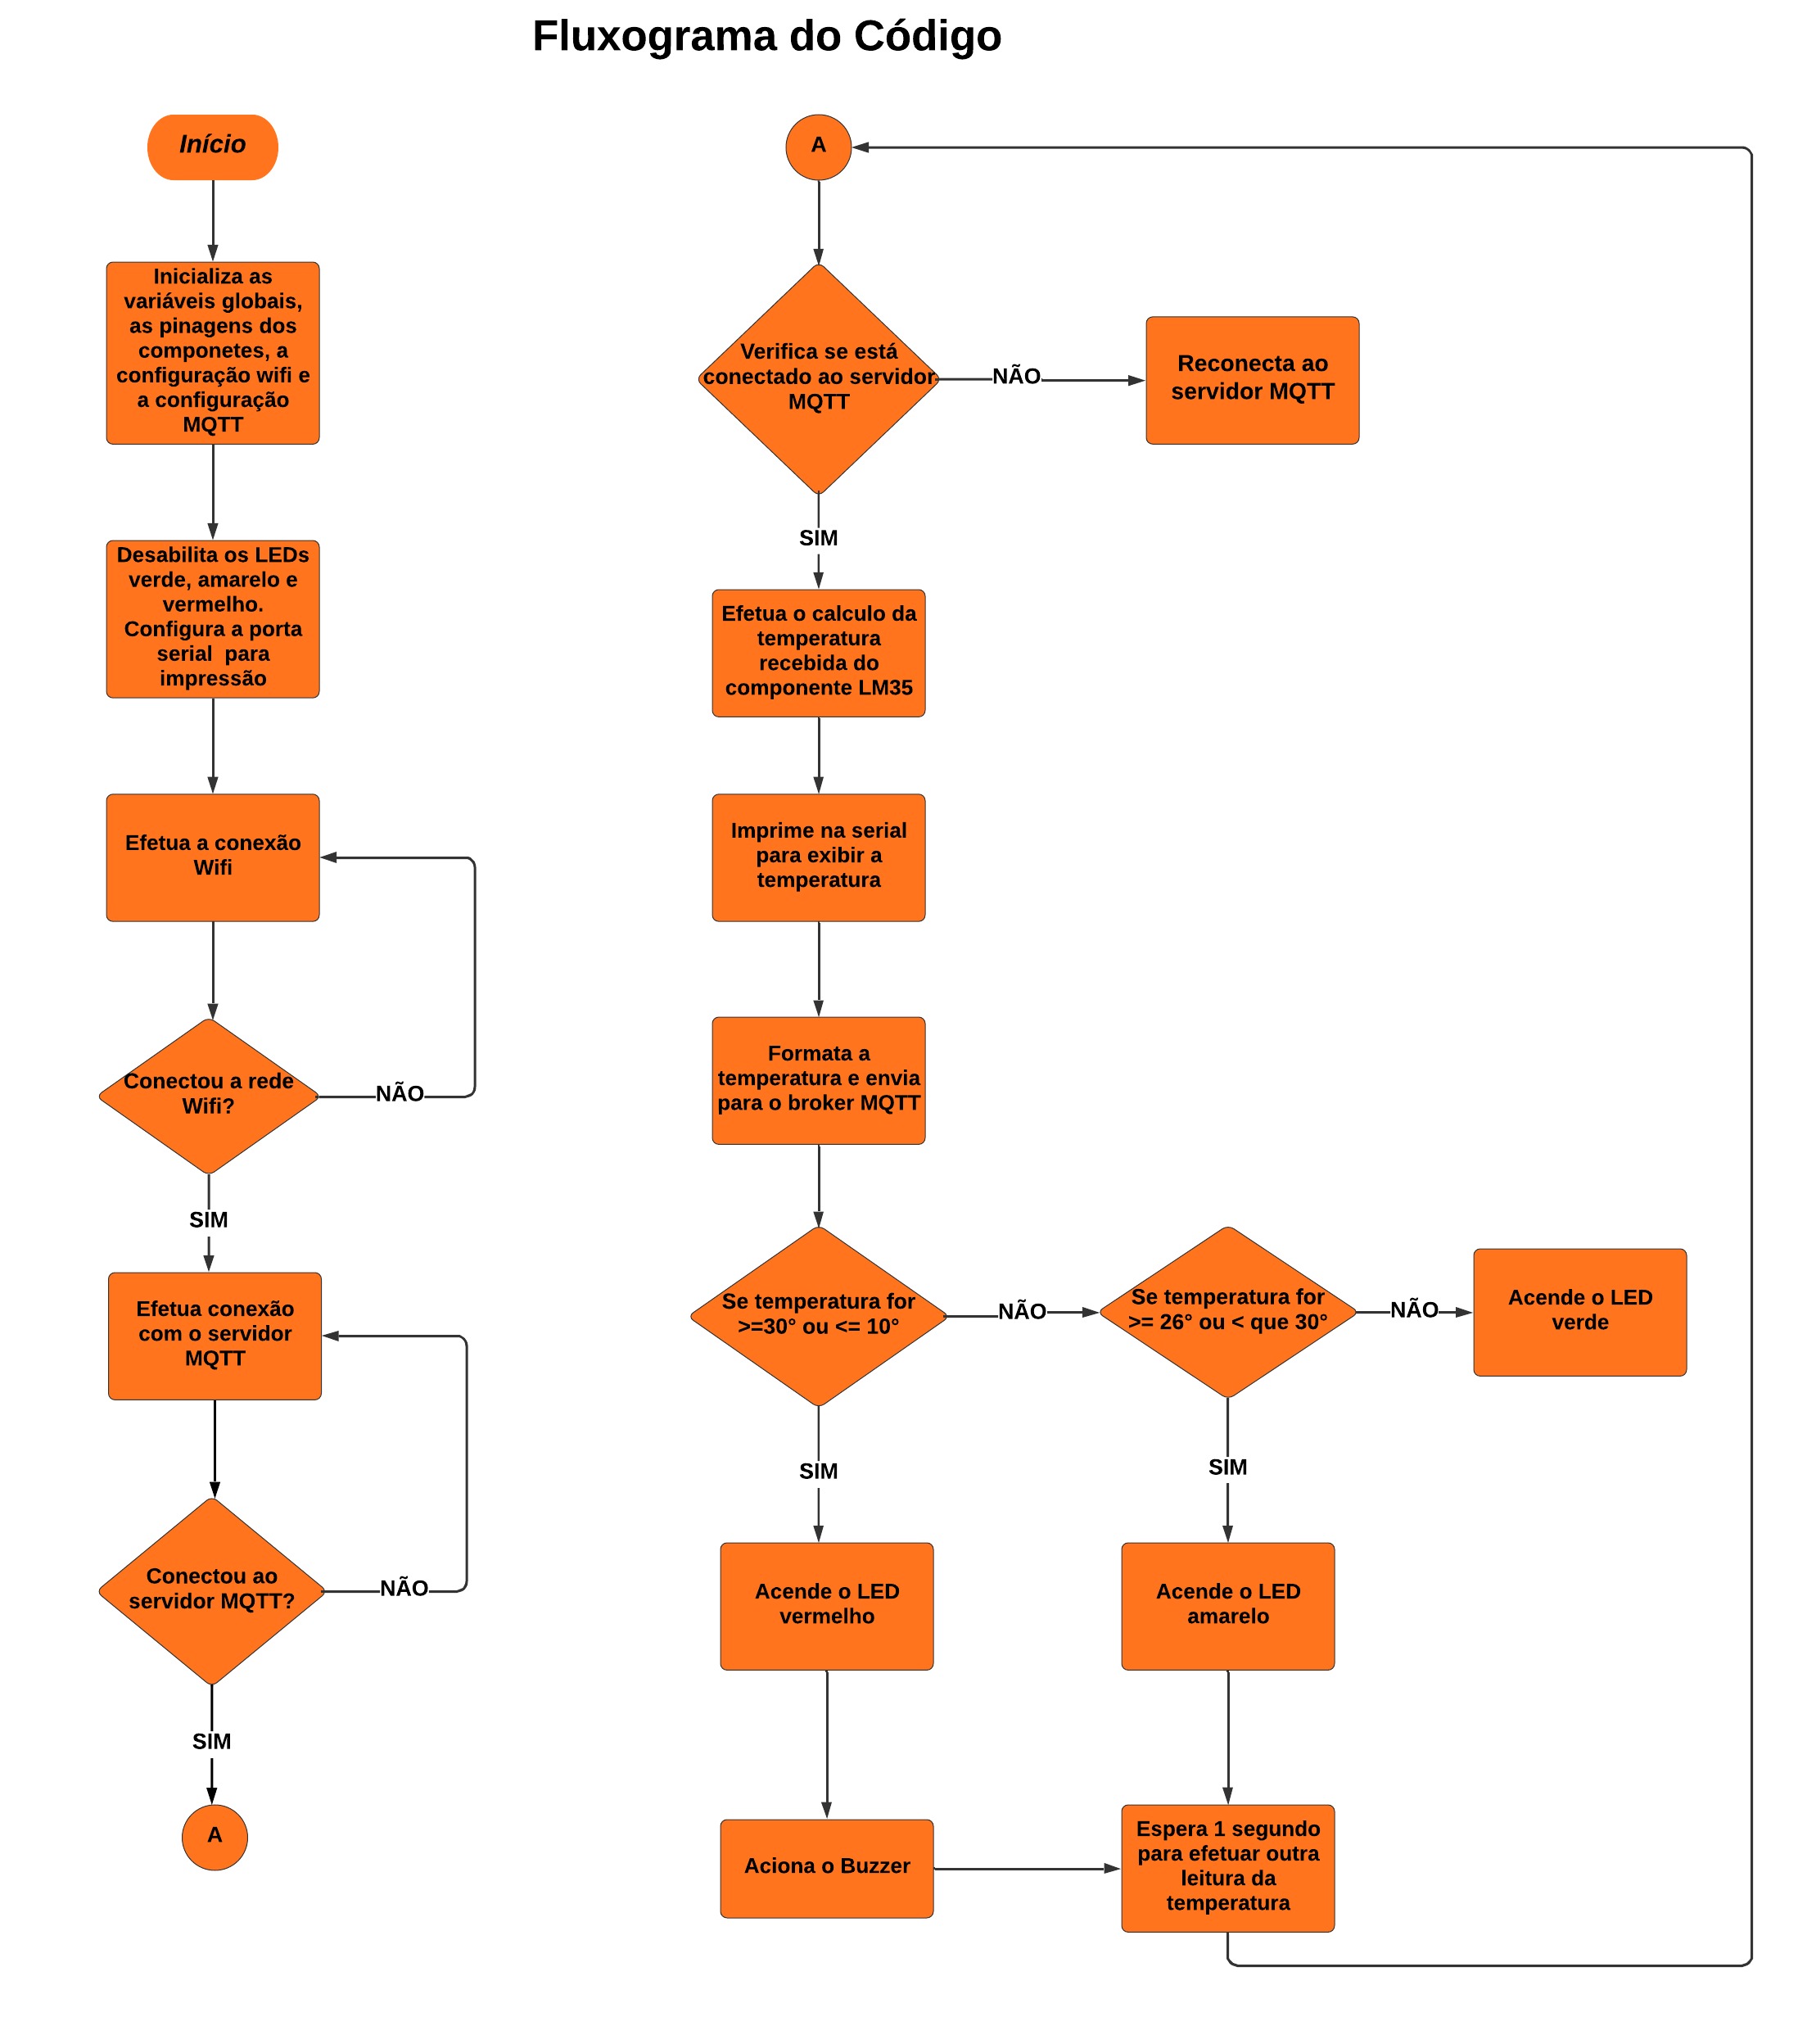 Fluxograma do Código
Início
Inicializa as
variáveis globais,
as pinagens dos
componetes, a
configuração wifi e
a configuração
MQTT
Desabilita os LEDs
verde, amarelo e
vermelho.
Configura a porta
serial  para
impressão
Efetua a conexão
Wifi
Conectou a rede
Wifi?
NÃO
SIM
Efetua conexão
com o servidor
MQTT
Conectou ao
servidor MQTT?
NÃO
SIM
A
A
Verifica se está
conectado ao servidor
MQTT
NÃO
Reconecta ao
servidor MQTT
SIM
Efetua o calculo da
temperatura
recebida do
componente LM35
Imprime na serial
para exibir a
temperatura
Formata a
temperatura e envia
para o broker MQTT
Se temperatura for
>=30° ou <= 10°
NÃO
Se temperatura for
>= 26° ou < que 30°
NÃO
Acende o LED
verde
SIM
SIM
Acende o LED
vermelho
Acende o LED
amarelo
Aciona o Buzzer
Espera 1 segundo
para efetuar outra
leitura da
temperatura